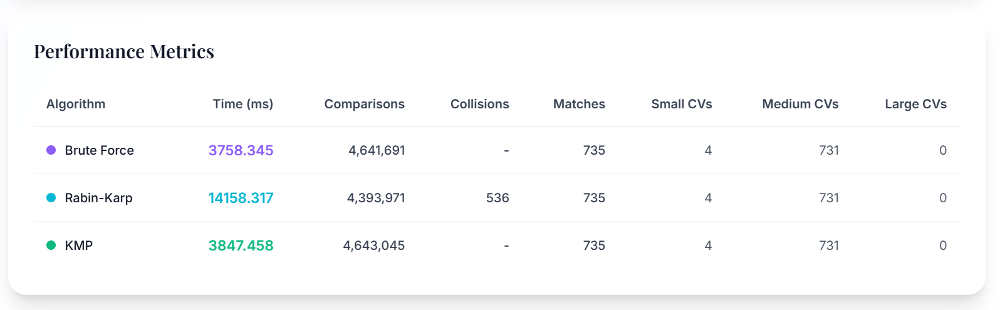 Performance Metrics
Algorithm Time (ms) Comparisons Collisions Matches Small CVs Medium CVs Large CVs
Brute Force 3758.345 4,641,691 - 735 4 731 0
Rabin-Karp 14158.317 4,393,971 536 735 4 731 0
KMP 3847.458 4,643,045 - 735 4 731 0